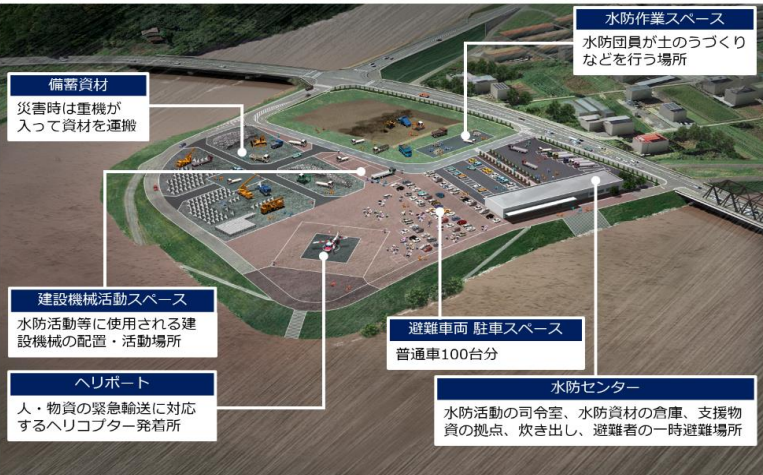 水防作業スペース
水防団員が土のうづくり
などを行う場所
備蓄資材
災害時は重機が
入って資材を運搬
建設機械活動スペース
水防活動等に使用される建
設機械の配置・活動場所
避難車両 駐車スペース
普通車100台分
ヘリポート
人・物資の緊急輸送に対応
するヘリコプター発着所
水防センター
水防活動の司令室、水防資材の倉庫、支援物
資の拠点、炊き出し、避難者の一時避難場所